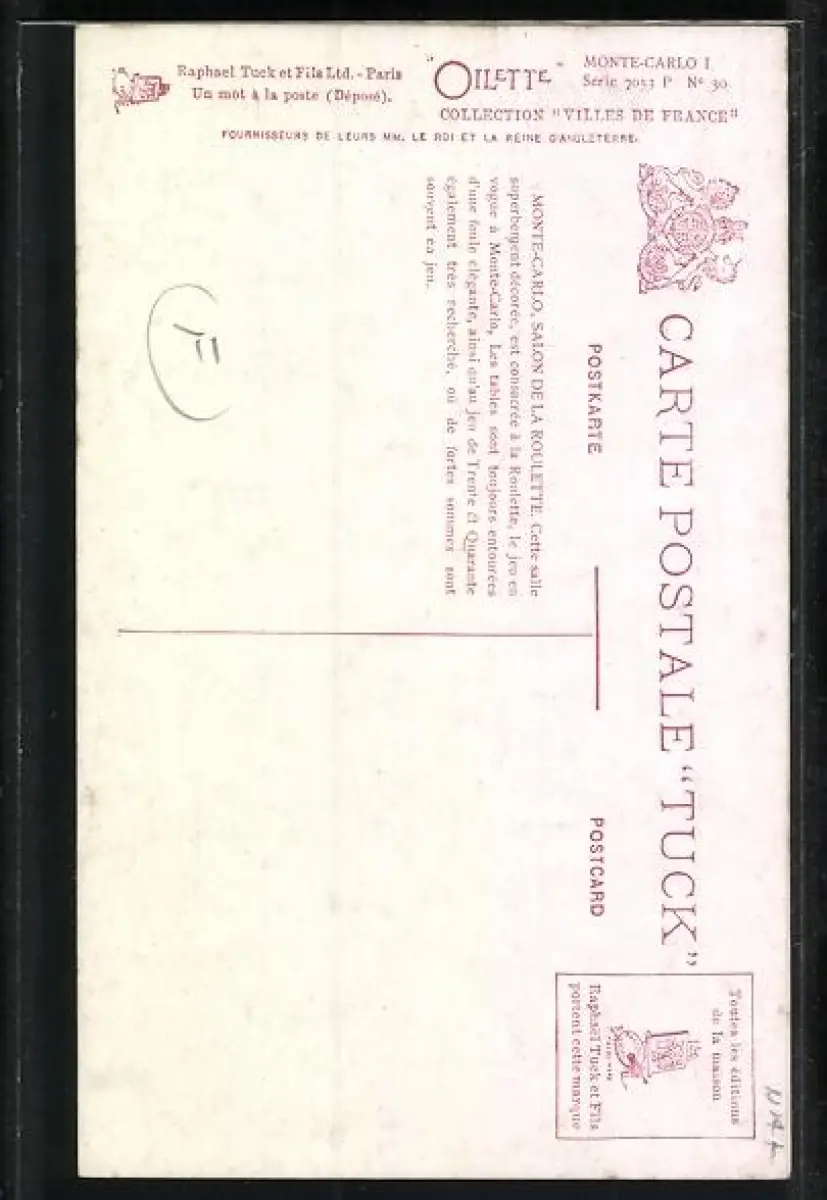 Raphael Tuck et Fils Ltd. - Paris
Un mot à la poste (Déposé).
"OILETTE"
MONTE-CARLO I
Serie 7053 P Nº 30
COLLECTION "VILLES DE FRANCE"
FOURNISSEURS DE LEURS MM. LE ROI ET LA REINE D'ANGLETERRE.
CARTE POSTALE "TUCK"
POSTKARTE
POSTCARD
MONTE-CARLO, SALON DE LA ROULETTE. Cette salle
superbement décorée, est consacrée à la Roulette, le jeu en
vogue à Monte-Carlo. Les tables sont toujours entourées
d'une foule élégante, ainsi qu'au jeu de Trente et Quarante
également très recherché, où de fortes sommes sont
souvent en jeu.
Toutes les éditions
de la maison
Raphael Tuck et Fils
portent cette marque
F